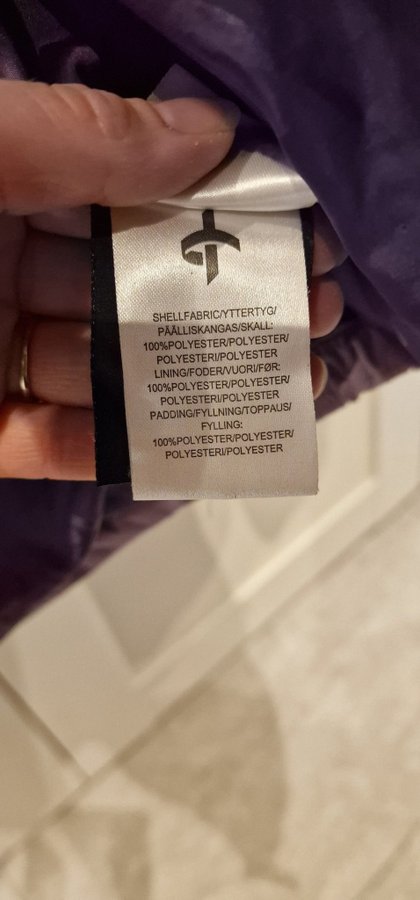 SHELLFABRIC/YTTERTYG/
PÄÄLLISKANGAS/SKALL:
100%POLYESTER/POLYESTER/
POLYESTERI/POLYESTER
LINING/FODER/VUORI/FØR:
100%POLYESTER/POLYESTER/
POLYESTERI/POLYESTER
PADDING/FYLLNING/TOPPAUS/
FYLLING:
100%POLYESTER/POLYESTER/
POLYESTERI/POLYESTER